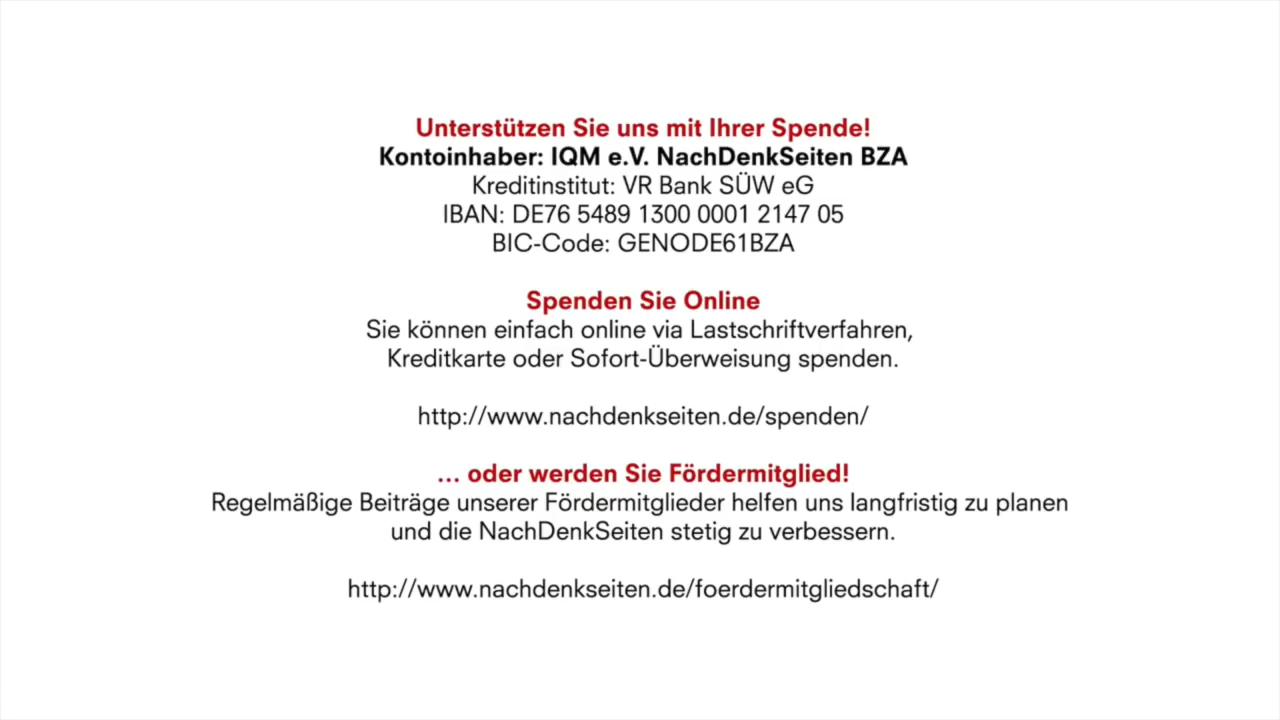 Unterstützen Sie uns mit Ihrer Spende!
Kontoinhaber: IQM e.V. NachDenkSeiten BZA
Kreditinstitut: VR Bank SÜW eG
IBAN: DE76 5489 1300 0001 2147 05
BIC-Code: GENODE61BZA
Spenden Sie Online
Sie können einfach online via Lastschriftverfahren,
Kreditkarte oder Sofort-Überweisung spenden.
http://www.nachdenkseiten.de/spenden/
... oder werden Sie Fördermitglied!
Regelmäßige Beiträge unserer Fördermitglieder helfen uns langfristig zu planen
und die NachDenkSeiten stetig zu verbessern.
http://www.nachdenkseiten.de/foerdermitgliedschaft/